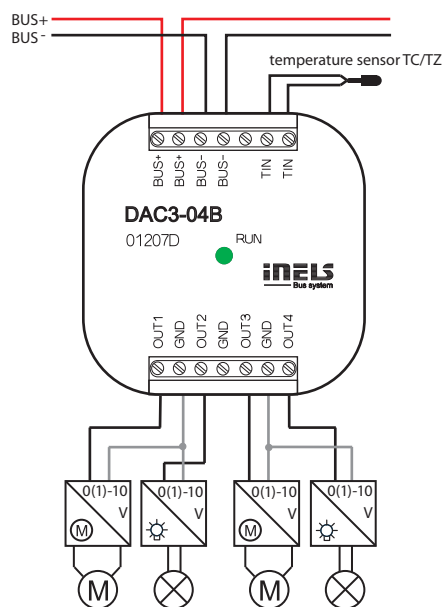 BUS+
BUS-
temperature sensor TC/TZ
BUS+ BUS+ BUS- BUS- TIN TIN
DAC3-04B
01207D
RUN
iNELS
Bus system
OUT1 GND OUT2 GND OUT3 GND OUT4
0(1)-10 V M
0(1)-10 V
0(1)-10 V M
0(1)-10 V
M
M